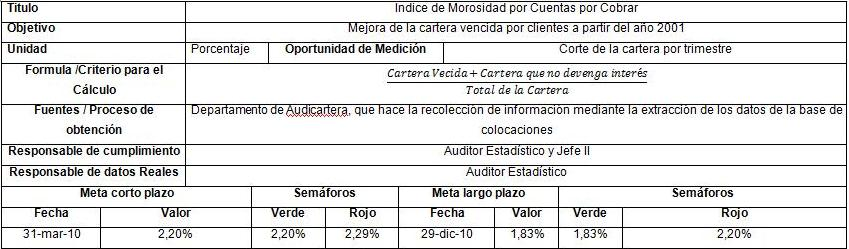 Titulo Indice de Morosidad por Cuentas por Cobrar
Objetivo Mejora de la cartera vencida por clientes a partir del año 2001
Unidad Porcentaje Oportunidad de Medición Corte de la cartera por trimestre
Formula /Criterio para el
Cálculo
Cartera Vecida + Cartera que no devenga interés
Total de la Cartera
Fuentes / Proceso de
obtención
Departamento de Audicartera, que hace la recolección de información mediante la extracción de los datos de la base de
colocaciones
Responsable de cumplimiento Auditor Estadístico y Jefe II
Responsable de datos Reales Auditor Estadístico
Meta corto plazo Semáforos Meta largo plazo Semáforos
Fecha Valor Verde Rojo Fecha Valor Verde Rojo
31-mar-10 2,20% 2,20% 2,29% 29-dic-10 1,83% 1,83% 2,20%